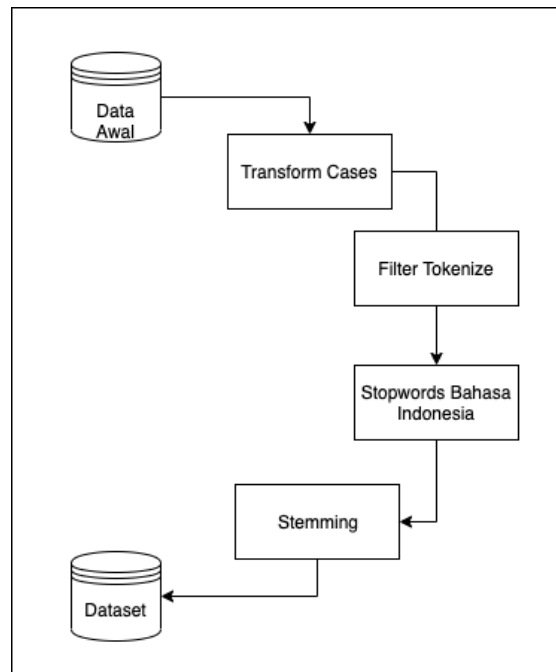 Data
Awal
Transform Cases
Filter Tokenize
Stopwords Bahasa
Indonesia
Stemming
Dataset